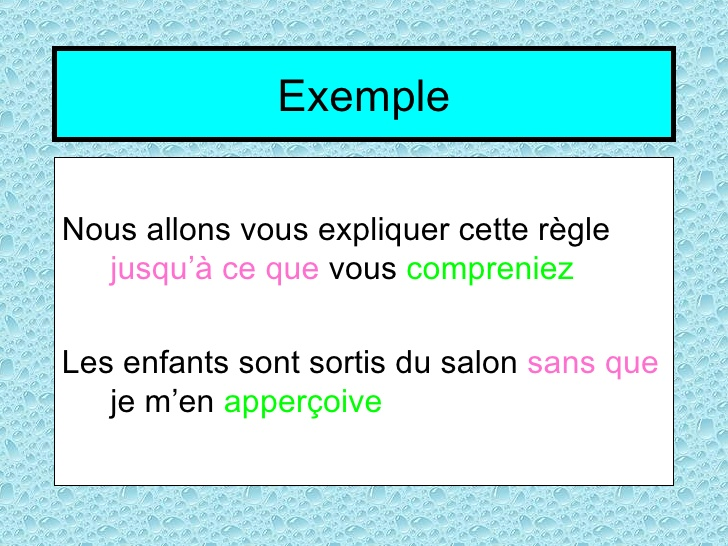 Exemple
Nous allons vous expliquer cette règle
jusqu’à ce que vous compreniez
Les enfants sont sortis du salon sans que
je m’en apperçoive